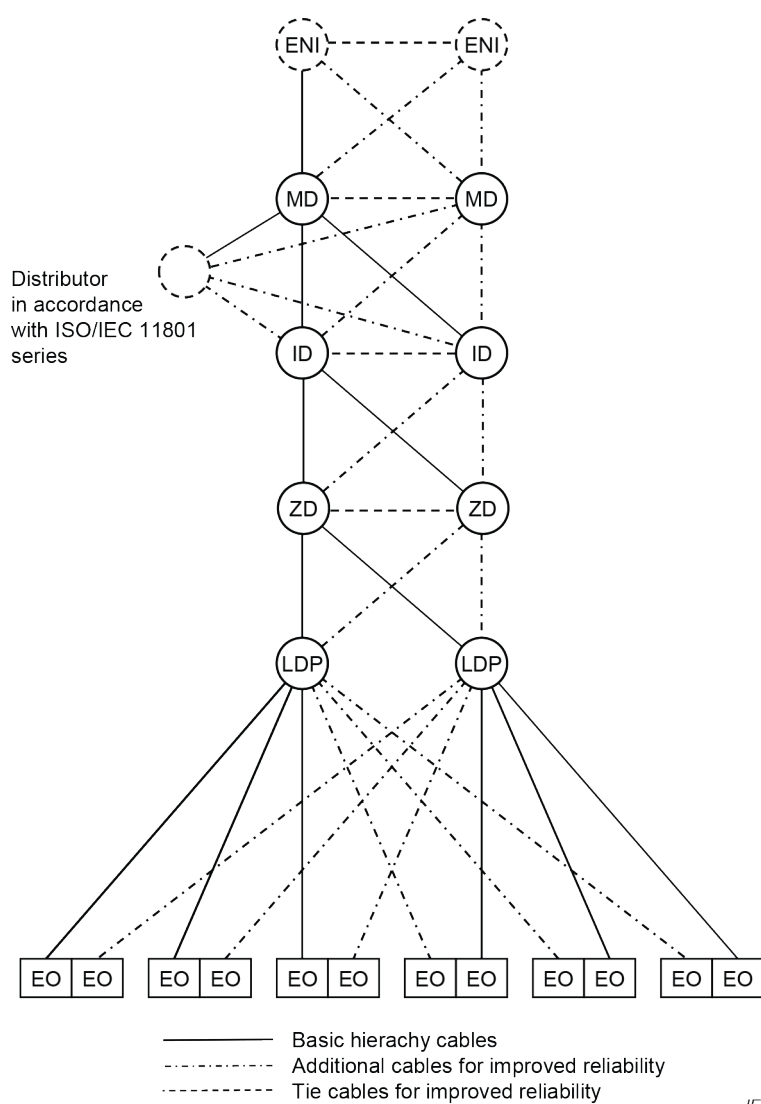 ENI ENI
MD MD
Distributor
in accordance
with ISO/IEC 11801
series
ID ID
ZD ZD
LDP LDP
EO EO EO EO EO EO EO EO EO EO EO EO
Basic hierachy cables
Additional cables for improved reliability
Tie cables for improved reliability